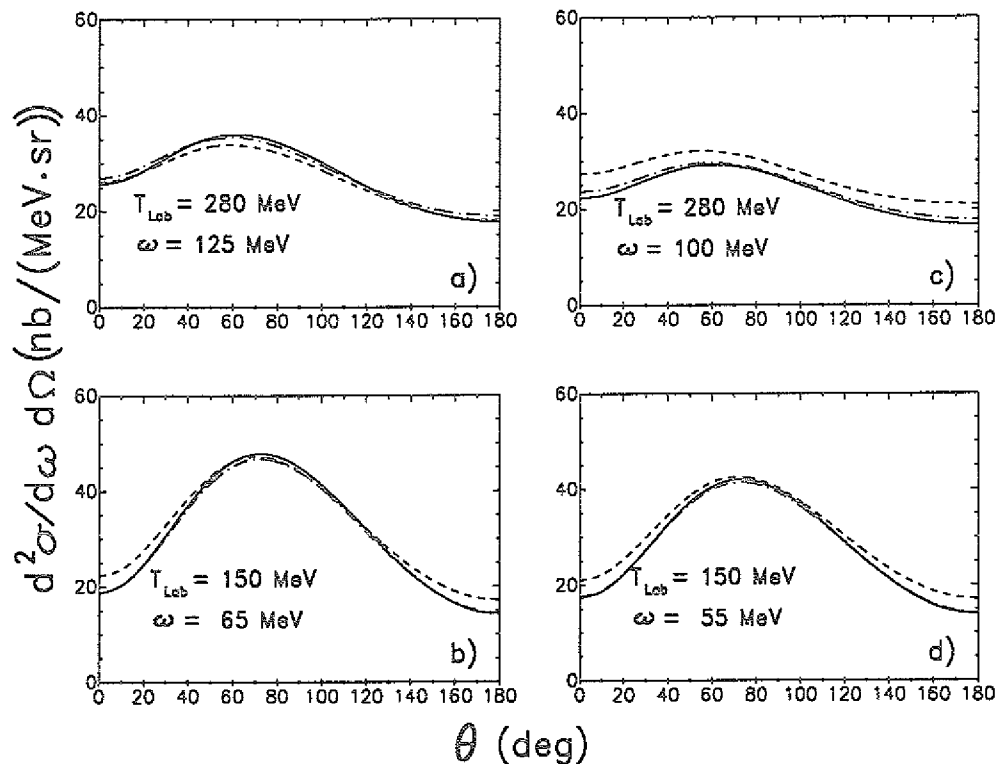 d²σ/dω dΩ (nb/(MeV·sr))
60
40
20
0
T_Lab = 280 MeV
ω = 125 MeV
a)
0 20 40 60 80 100 120 140 160 180
60
40
20
0
T_Lab = 280 MeV
ω = 100 MeV
c)
0 20 40 60 80 100 120 140 160 180
60
40
20
0
T_Lab = 150 MeV
ω = 65 MeV
b)
0 20 40 60 80 100 120 140 160 180
60
40
20
0
T_Lab = 150 MeV
ω = 55 MeV
d)
0 20 40 60 80 100 120 140 160 180
θ (deg)